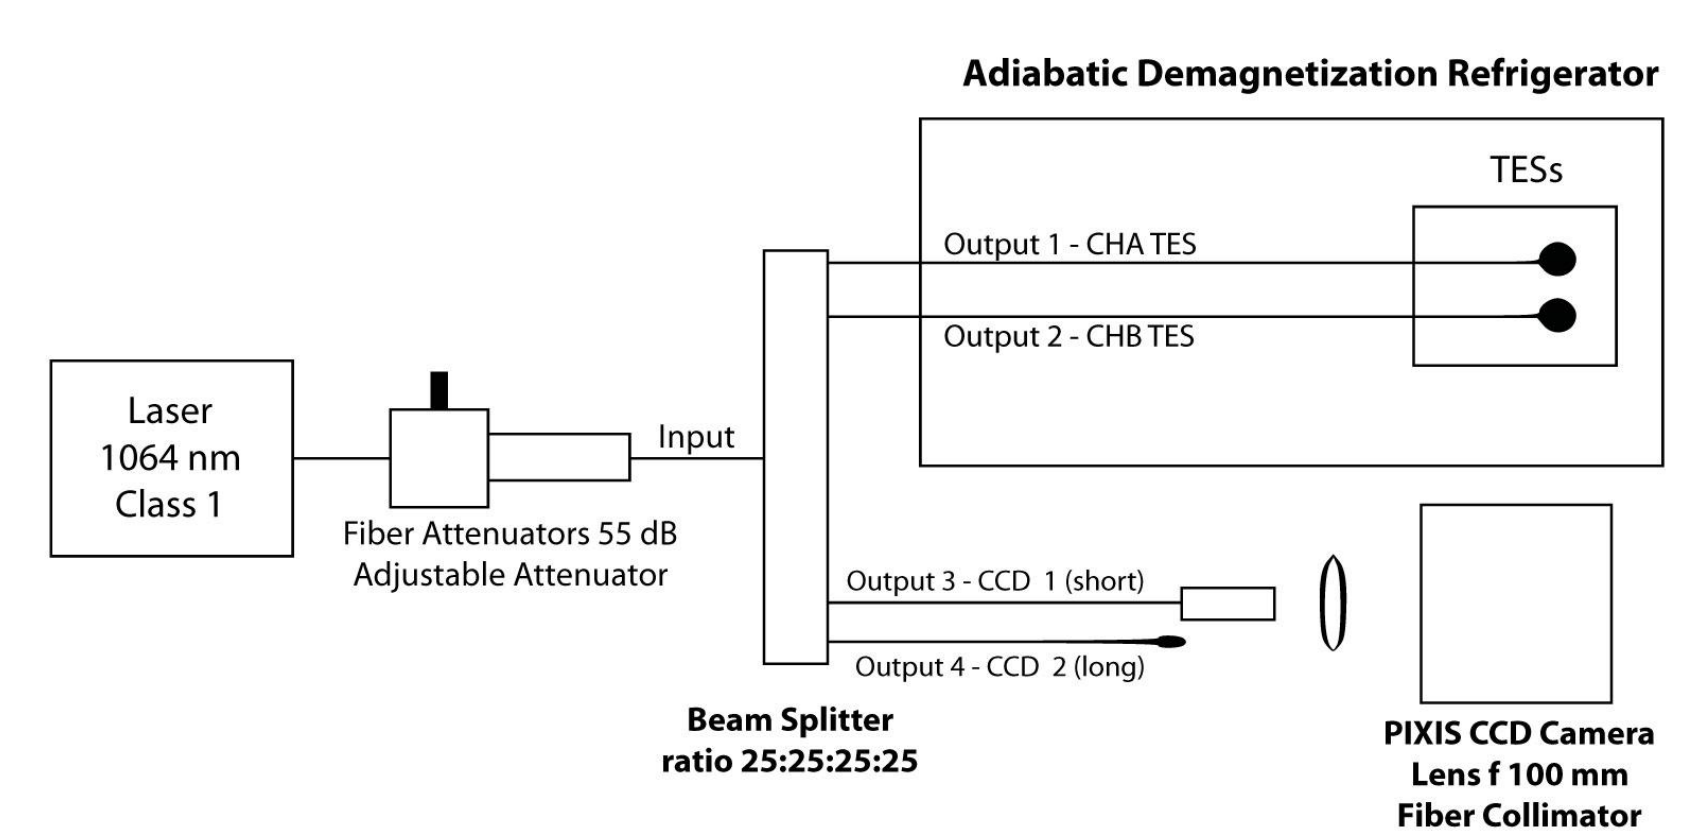 Adiabatic Demagnetization Refrigerator
TESs
Output 1 - CHA TES
Output 2 - CHB TES
Laser
1064 nm
Class 1
Input
Fiber Attenuators 55 dB
Adjustable Attenuator
Output 3 - CCD 1 (short)
Output 4 - CCD 2 (long)
Beam Splitter
ratio 25:25:25:25
PIXIS CCD Camera
Lens f 100 mm
Fiber Collimator